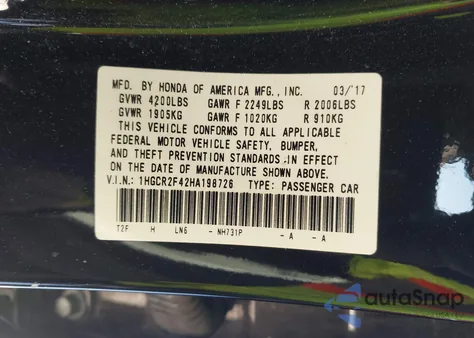 MFD. BY HONDA OF AMERICA MFG., INC. 03/'17
GVWR 4200LBS GAWR F 2249LBS R 2006LBS
GVWR 1905KG GAWR F 1020KG R 910KG
THIS VEHICLE CONFORMS TO ALL APPLICABLE
FEDERAL MOTOR VEHICLE SAFETY, BUMPER,
AND THEFT PREVENTION STANDARDS IN EFFECT
ON THE DATE OF MANUFACTURE SHOWN ABOVE.
V.I.N.: 1HGCR2F42HA198726 TYPE: PASSENGER CAR
T2F H LN6 -NH731P -A -A
autoSnap